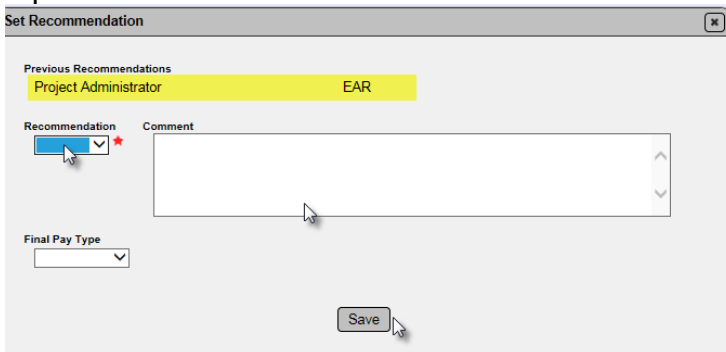 Set Recommendation
Previous Recommendations
Project Administrator EAR
Recommendation Comment
Final Pay Type
Save